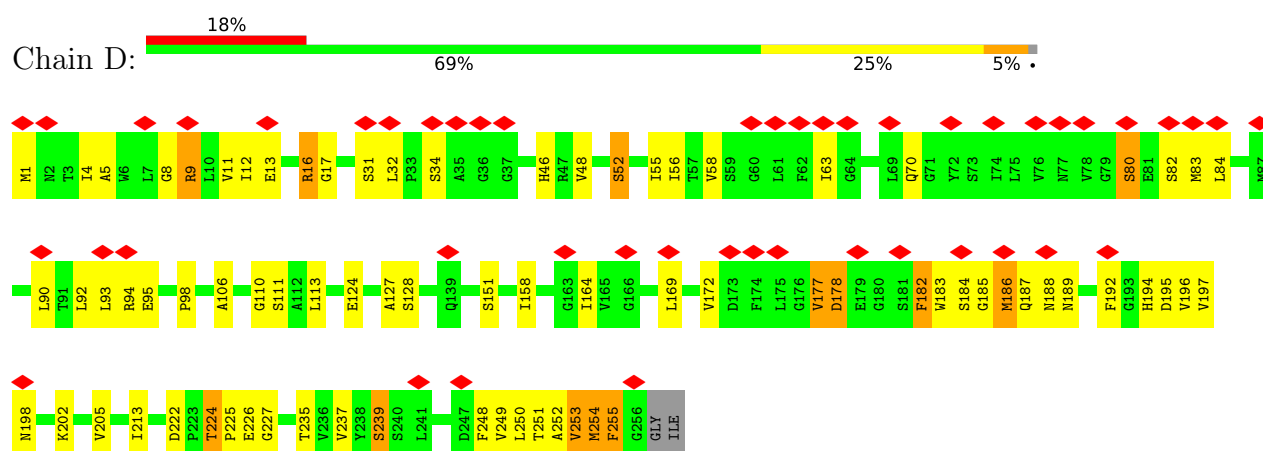 18%
Chain D:
69% 25% 5% •
M1 N2 T3 I4 A5 W6 L7 G8 R9 L10 V11 I12 E13 R16 G17 S31 L32 P33 S34 A35 G36 G37 H46 R47 V48 S52 I55 I56 T57 V58 S59 G60 L61 F62 I63 G64 L69 Q70 G71 Y72 S73 I74 L75 V76 N77 V78 G79 S80 E81 S82 M83 L84 M87
L90 T91 L92 L93 R94 E95 P98 A106 G110 S111 A112 L113 E124 A127 S128 Q139 S151 I158 G163 I164 V165 G166 L169 V172 D173 F174 L175 G176 V177 D178 E179 G180 S181 F182 W183 S184 G185 M186 Q187 N188 N189 F192 G193 H194 D195 V196 V197
N198 K202 V205 I213 D222 P223 T224 P225 E226 G227 T235 V236 V237 Y238 S239 S240 L241 D247 F248 V249 L250 T251 A252 V253 M254 F255 G256 GLY ILE